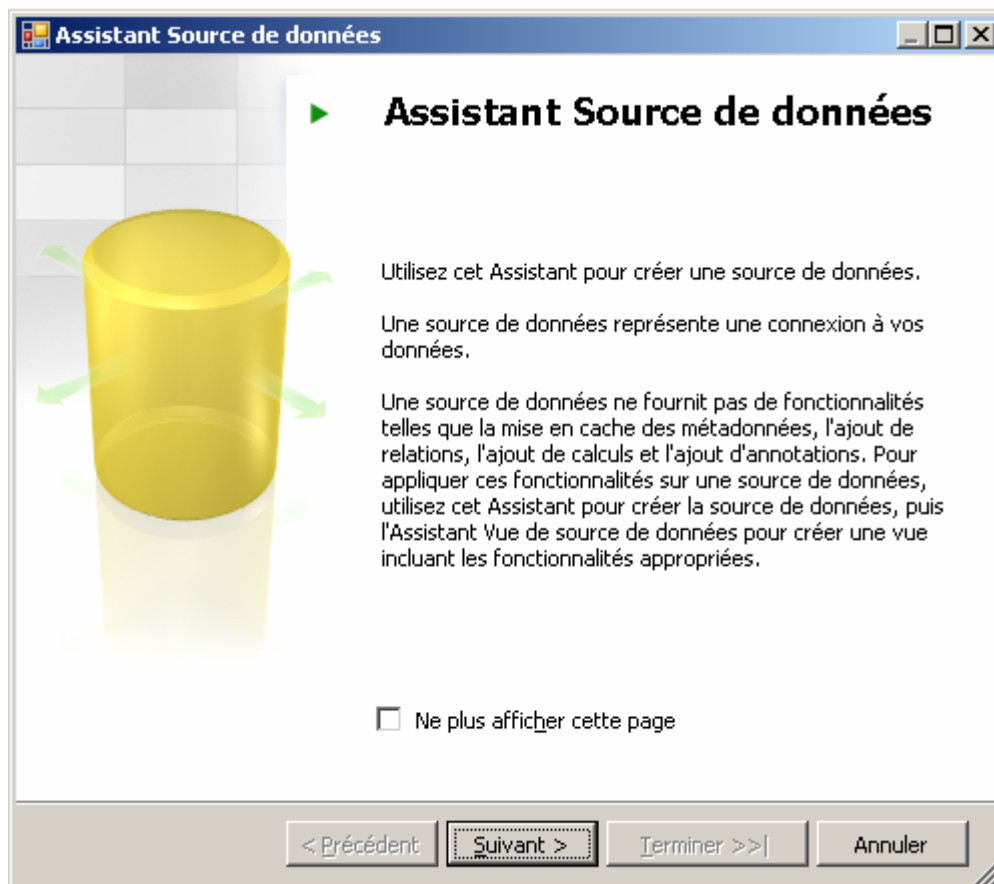 Assistant Source de données
Assistant Source de données
Utilisez cet Assistant pour créer une source de données.
Une source de données représente une connexion à vos
données.
Une source de données ne fournit pas de fonctionnalités
telles que la mise en cache des métadonnées, l'ajout de
relations, l'ajout de calculs et l'ajout d'annotations. Pour
appliquer ces fonctionnalités sur une source de données,
utilisez cet Assistant pour créer la source de données, puis
l'Assistant Vue de source de données pour créer une vue
incluant les fonctionnalités appropriées.
Ne plus afficher cette page
< Précédent
Suivant >
Terminer >>|
Annuler